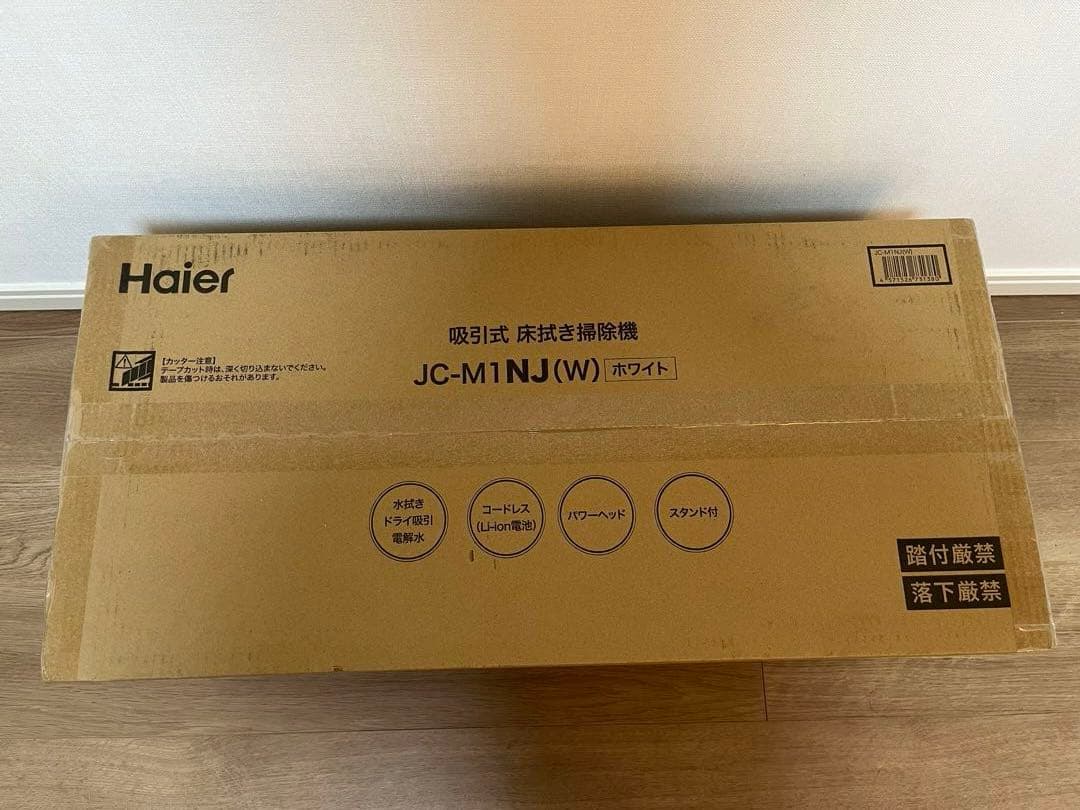 Haier
JC-M1NJ(W)
4 571526 731380
吸引式 床拭き掃除機
JC-M1NJ(W) ホワイト
【カッター注意】
テープカット時は、深く切り込まないでください。
製品を傷つけるおそれがあります。
水拭き
ドライ吸引
電解水
コードレス
(Li-ion電池)
パワーヘッド
スタンド付
踏付厳禁
落下厳禁